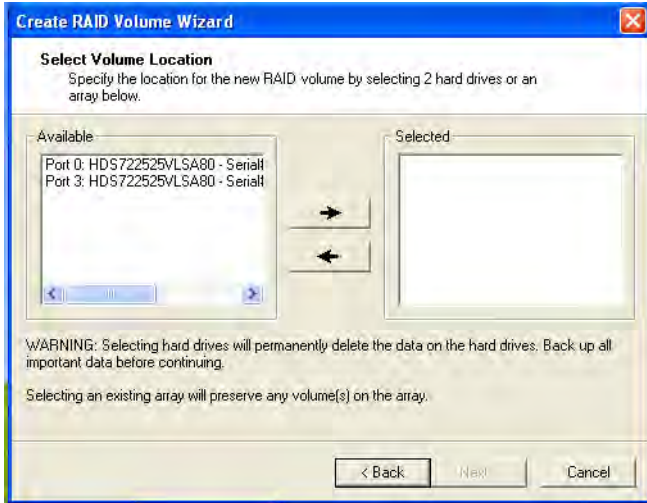 Create RAID Volume Wizard
Select Volume Location
Specify the location for the new RAID volume by selecting 2 hard drives or an
array below.
Available
Selected
Port 0: HDS722525VLSA80 - Serial
Port 3: HDS722525VLSA80 - Serial
WARNING: Selecting hard drives will permanently delete the data on the hard drives. Back up all
important data before continuing.
Selecting an existing array will preserve any volume(s) on the array.
< Back
Next
Cancel